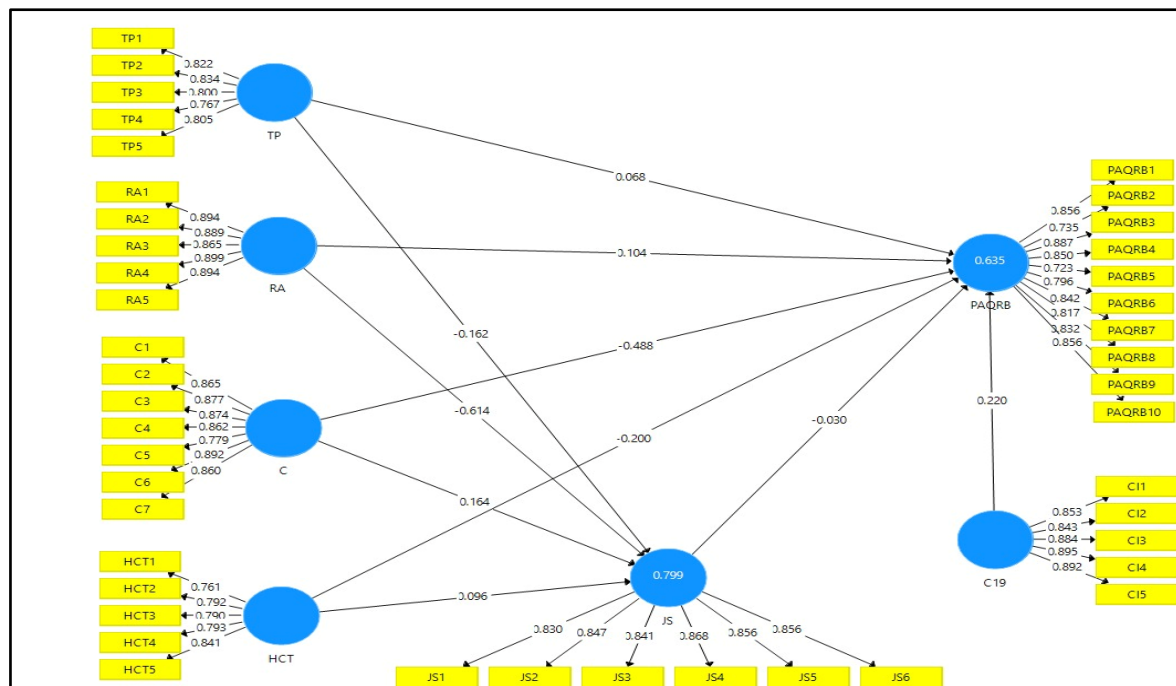 TP1
TP2
TP3
TP4
TP5
0.822
0.834
0.800
0.767
0.805
TP
RA1
RA2
RA3
RA4
RA5
0.894
0.889
0.865
0.899
0.894
RA
C1
C2
C3
C4
C5
C6
C7
0.865
0.877
0.874
0.862
0.779
0.892
0.860
C
HCT1
HCT2
HCT3
HCT4
HCT5
0.761
0.792
0.790
0.793
0.841
HCT
0.068
0.104
-0.162
-0.488
-0.614
-0.200
-0.030
0.164
0.096
0.220
0.635
PAQRB
0.856
0.735
0.887
0.850
0.723
0.796
0.842
0.817
0.832
0.856
PAQRB1
PAQRB2
PAQRB3
PAQRB4
PAQRB5
PAQRB6
PAQRB7
PAQRB8
PAQRB9
PAQRB10
0.799
JS
0.830
0.847
0.841
0.868
0.856
0.856
JS1
JS2
JS3
JS4
JS5
JS6
C19
0.853
0.843
0.884
0.895
0.892
CI1
CI2
CI3
CI4
CI5